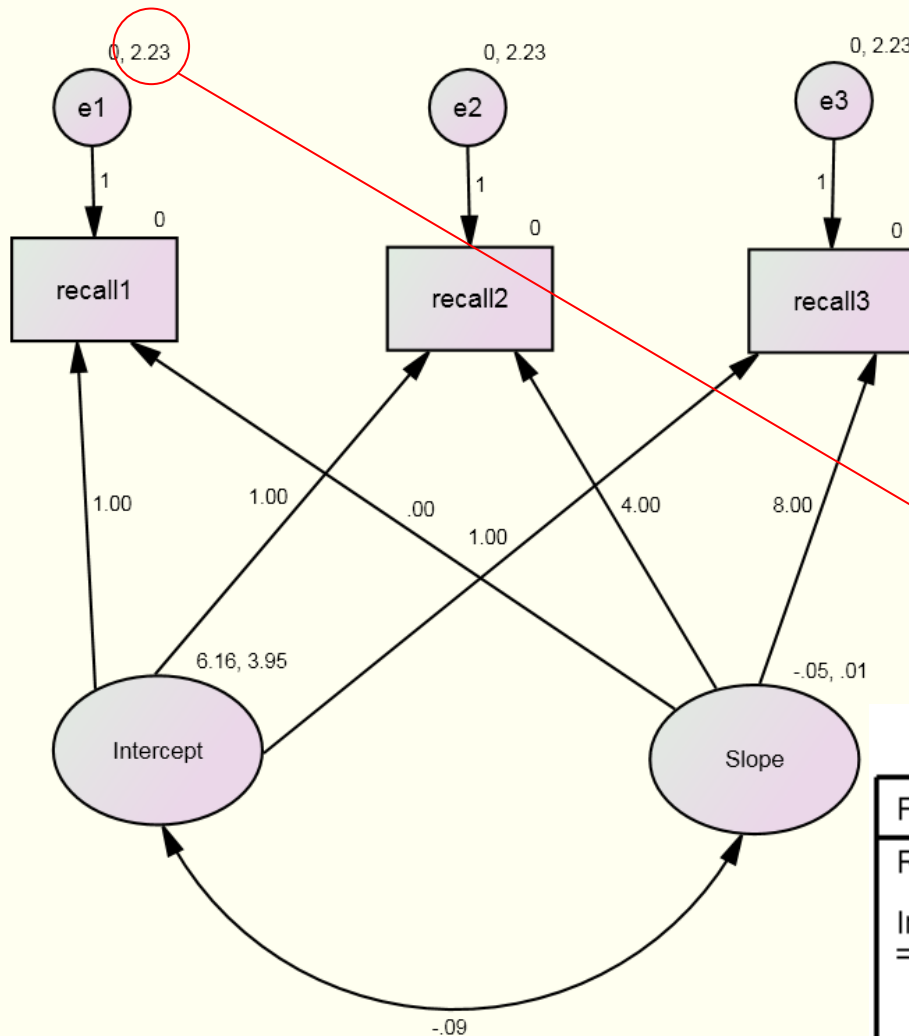 0, 2.23
0, 2.23
0, 2.23
e1
e2
e3
1
1
1
0
0
0
recall1
recall2
recall3
1.00
1.00
.00
1.00
4.00
8.00
6.16, 3.95
-.05, .01
Intercept
Slope
-.09